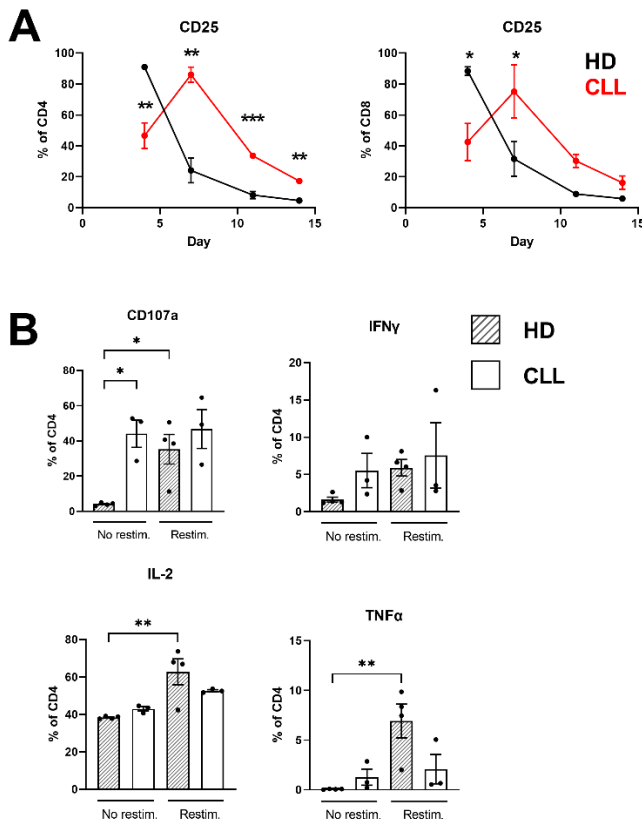 A
CD25
% of CD4
100
80
60
40
20
0
0
5
10
15
Day
**
**
***
**
CD25
% of CD8
100
80
60
40
20
0
0
5
10
15
Day
*
*
HD
CLL
B
CD107a
% of CD4
80
60
40
20
0
*
*
No restim.
Restim.
IFNγ
% of CD4
20
15
10
5
0
No restim.
Restim.
HD
CLL
IL-2
% of CD4
80
60
40
20
0
**
No restim.
Restim.
TNFα
% of CD4
15
10
5
0
**
No restim.
Restim.